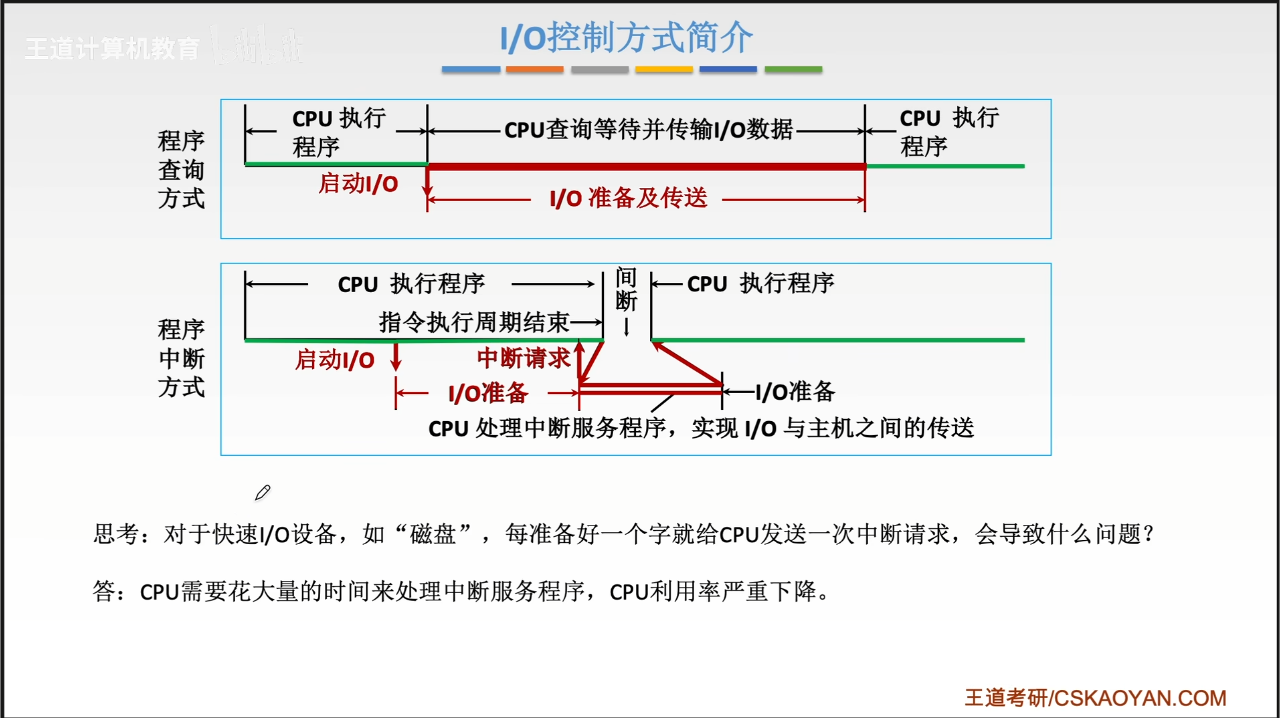 王道计算机教育
I/O控制方式简介
程序
查询
方式
CPU 执行
程序
CPU查询等待并传输I/O数据
CPU 执行
程序
启动I/O
I/O 准备及传送
程序
中断
方式
CPU 执行程序
间
断
CPU 执行程序
指令执行周期结束
启动I/O
中断请求
I/O准备
I/O准备
CPU 处理中断服务程序，实现 I/O 与主机之间的传送
思考：对于快速I/O设备，如“磁盘”，每准备好一个字就给CPU发送一次中断请求，会导致什么问题？
答：CPU需要花大量的时间来处理中断服务程序，CPU利用率严重下降。
王道考研/CSKAOYAN.COM